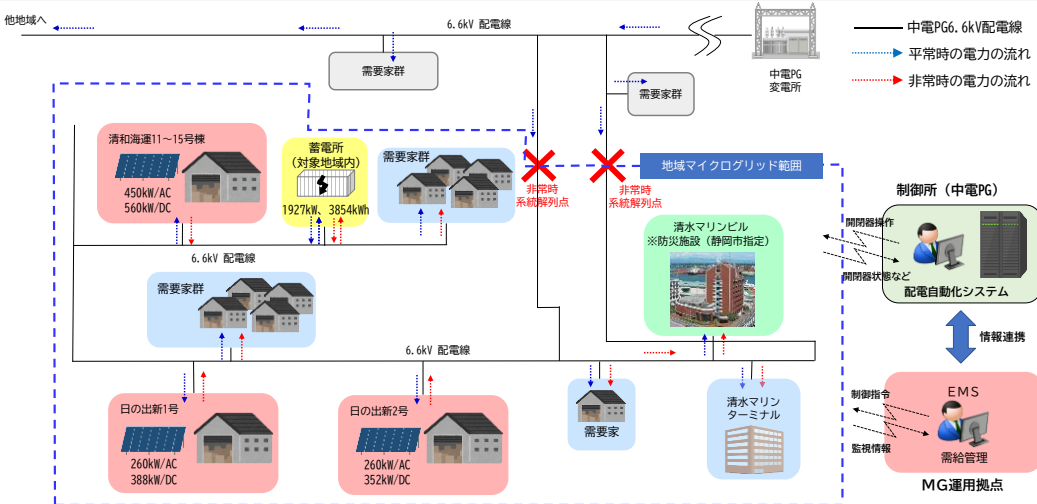 他地域へ
6.6kV 配電線
中電PG6.6kV配電線
平常時の電力の流れ
非常時の電力の流れ
需要家群
需要家群
中電PG
変電所
清和海運11～15号棟
450kW/AC
560kW/DC
蓄電所
(対象地域内)
1927kW、3854kWh
需要家群
非常時
系統解列点
非常時
系統解列点
地域マイクログリッド範囲
制御所（中電PG）
開閉器操作
開閉器状態など
配電自動化システム
清水マリンビル
※防災施設（静岡市指定）
6.6kV 配電線
需要家群
6.6kV 配電線
情報連携
日の出新1号
260kW/AC
388kW/DC
日の出新2号
260kW/AC
352kW/DC
需要家
清水マリン
ターミナル
制御指令
監視情報
EMS
需給管理
MG運用拠点